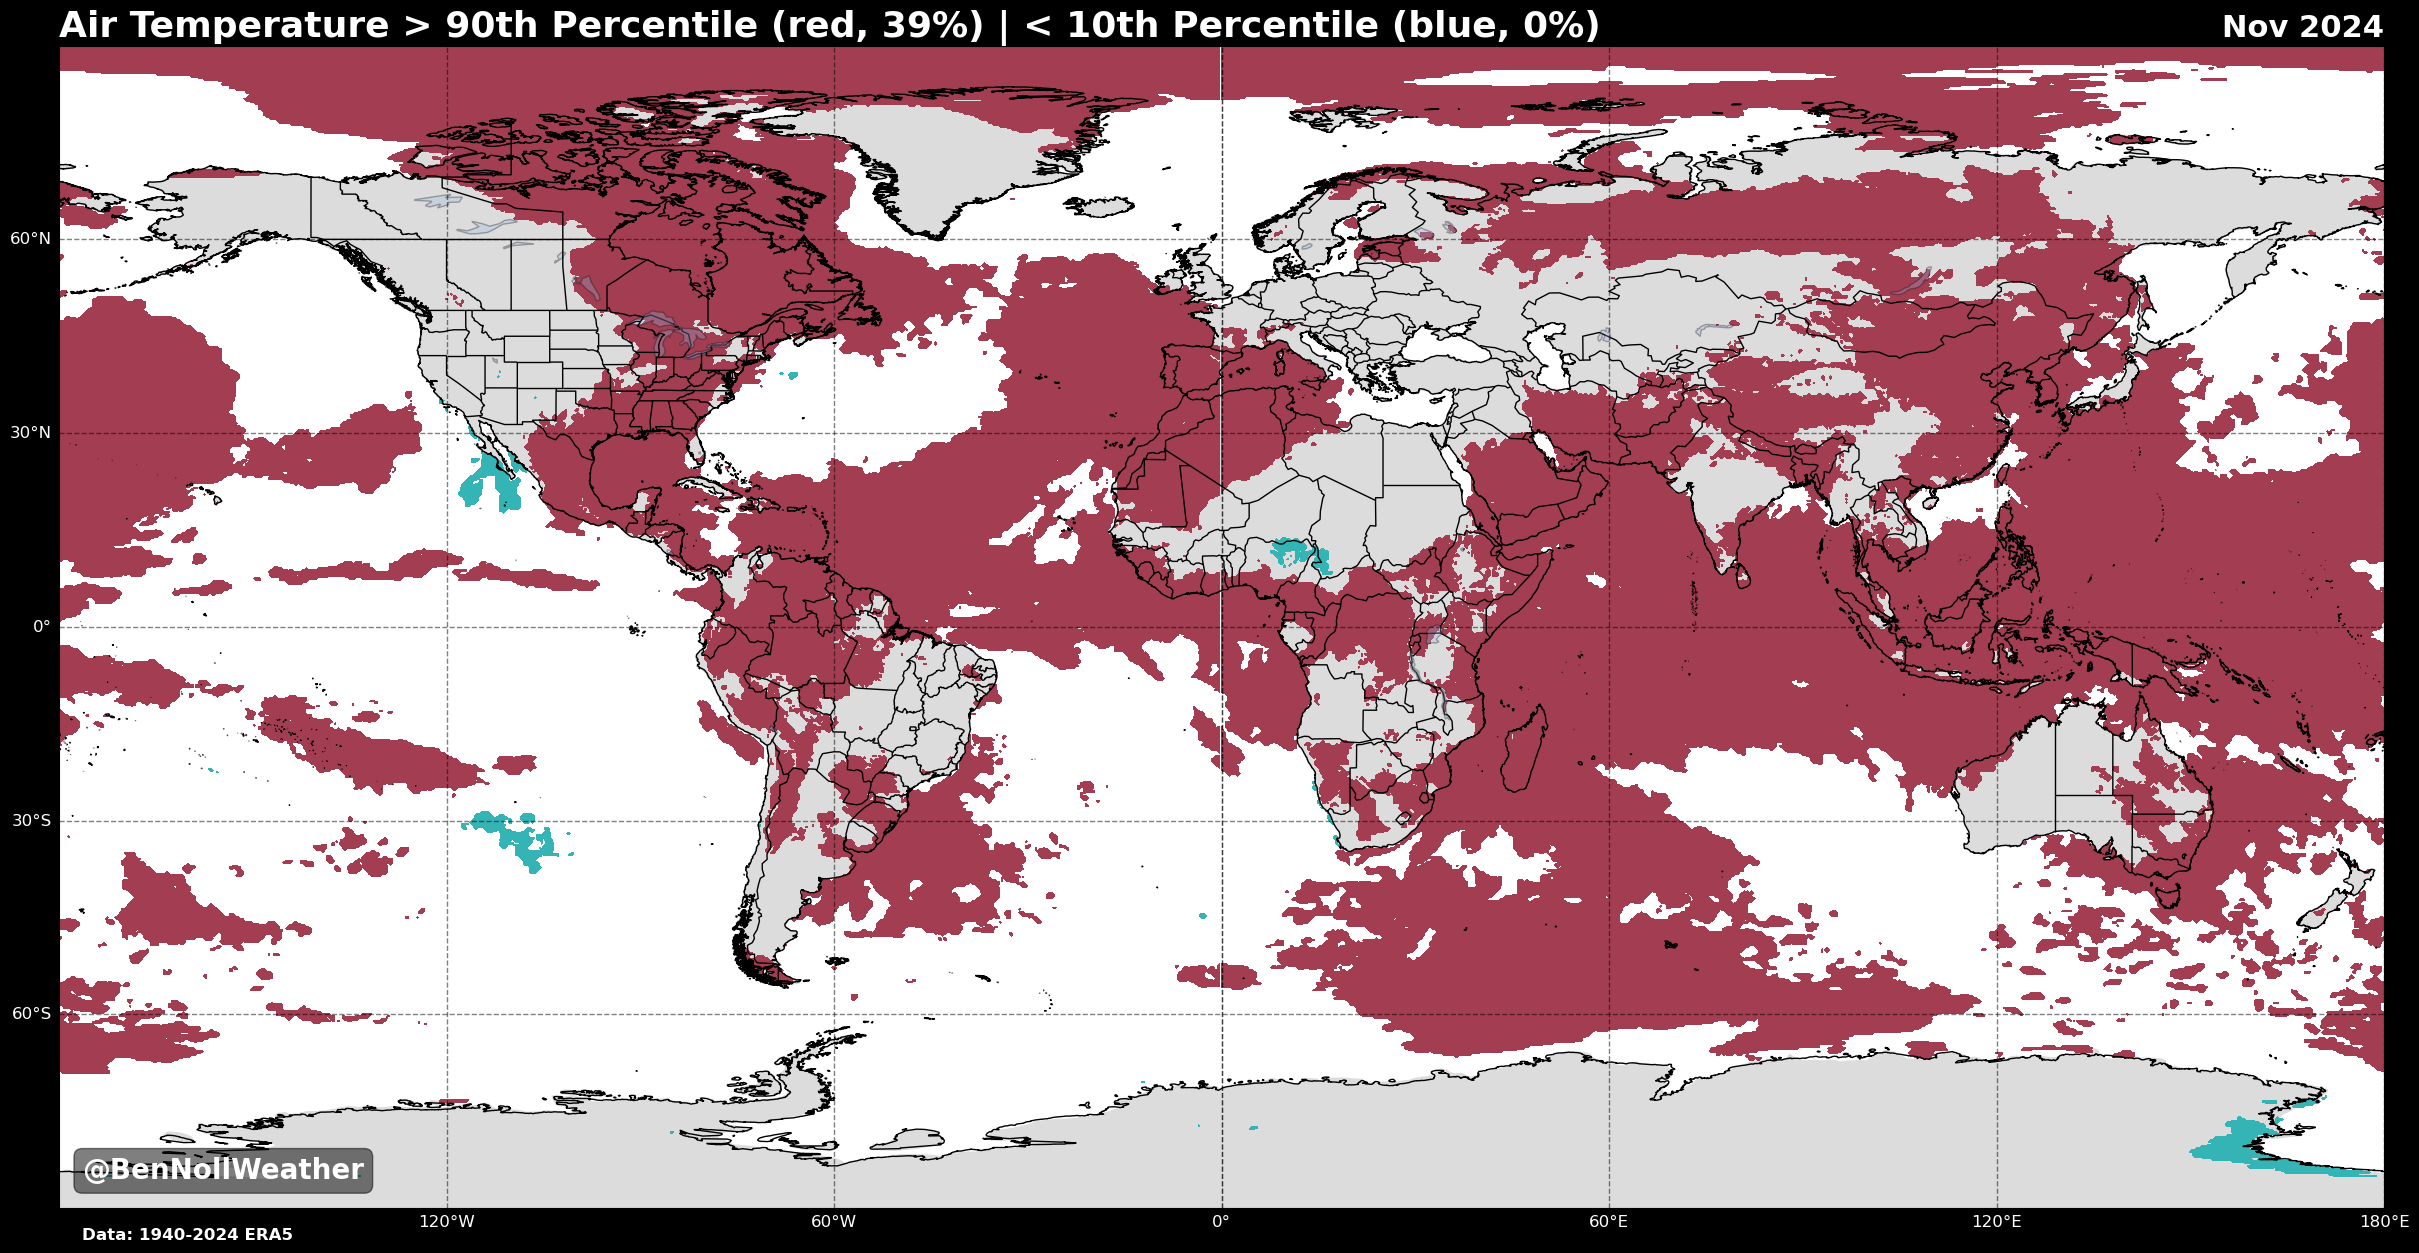 Air Temperature > 90th Percentile (red, 39%) | < 10th Percentile (blue, 0%)
Nov 2024
60°N
30°N
0°
30°S
60°S
@BenNollWeather
120°W
60°W
0°
60°E
120°E
180°E
Data: 1940-2024 ERA5